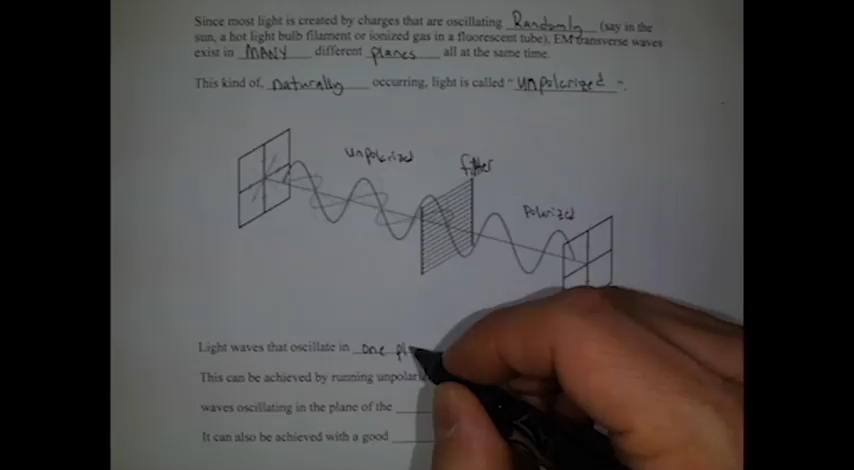 Since most light is created by charges that are oscillating Randomly (say in the
sun, a hot light bulb filament or ionized gas in a fluorescent tube), EM transverse waves
exist in MANY different planes all at the same time.
This kind of, naturally occurring, light is called "unpolarized".
unpolarized
filter
polarized
Light waves that oscillate in one pl
This can be achieved by running unpolari
waves oscillating in the plane of the
It can also be achieved with a good